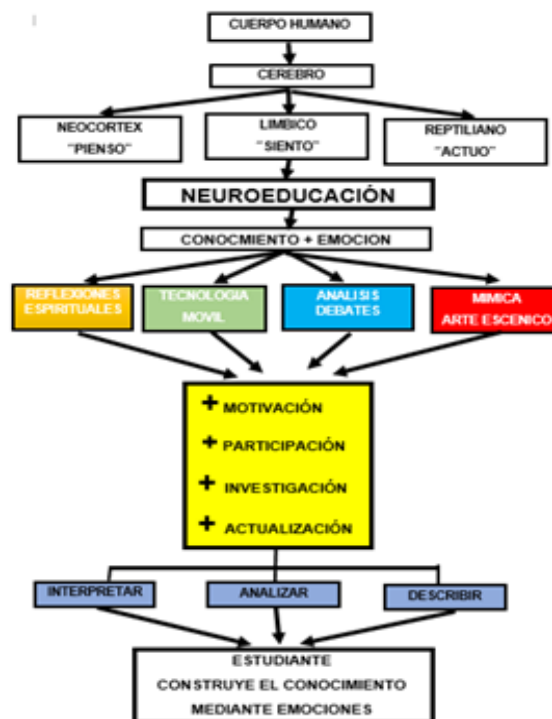 CUERPO HUMANO
CEREBRO
NEOCORTEX
"PIENSO"
LIMBICO
"SIENTO"
REPTILIANO
"ACTUO"
NEUROEDUCACIÓN
CONOCMIENTO + EMOCION
REFLEXIONES
ESPIRITUALES
TECNOLOGIA
MOVIL
ANALISIS
DEBATES
MIMICA
ARTE ESCENICO
+ MOTIVACIÓN
+ PARTICIPACIÓN
+ INVESTIGACIÓN
+ ACTUALIZACIÓN
INTERPRETAR
ANALIZAR
DESCRIBIR
ESTUDIANTE
CONSTRUYE EL CONOCIMIENTO
MEDIANTE EMOCIONES